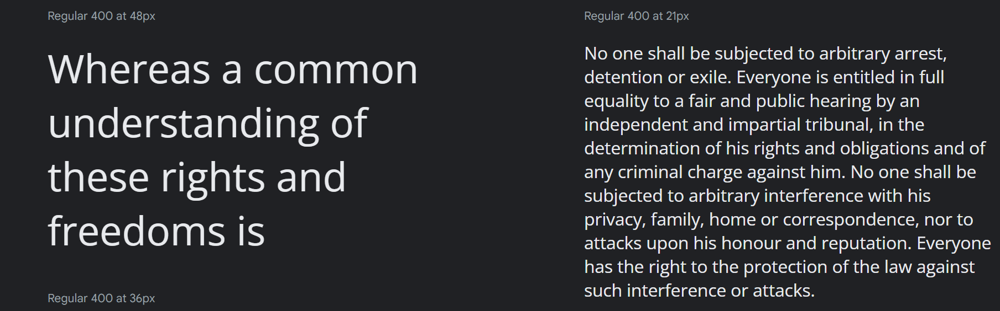 Regular 400 at 48px
Whereas a common
understanding of
these rights and
freedoms is
Regular 400 at 36px
Regular 400 at 21px
No one shall be subjected to arbitrary arrest,
detention or exile. Everyone is entitled in full
equality to a fair and public hearing by an
independent and impartial tribunal, in the
determination of his rights and obligations and of
any criminal charge against him. No one shall be
subjected to arbitrary interference with his
privacy, family, home or correspondence, nor to
attacks upon his honour and reputation. Everyone
has the right to the protection of the law against
such interference or attacks.